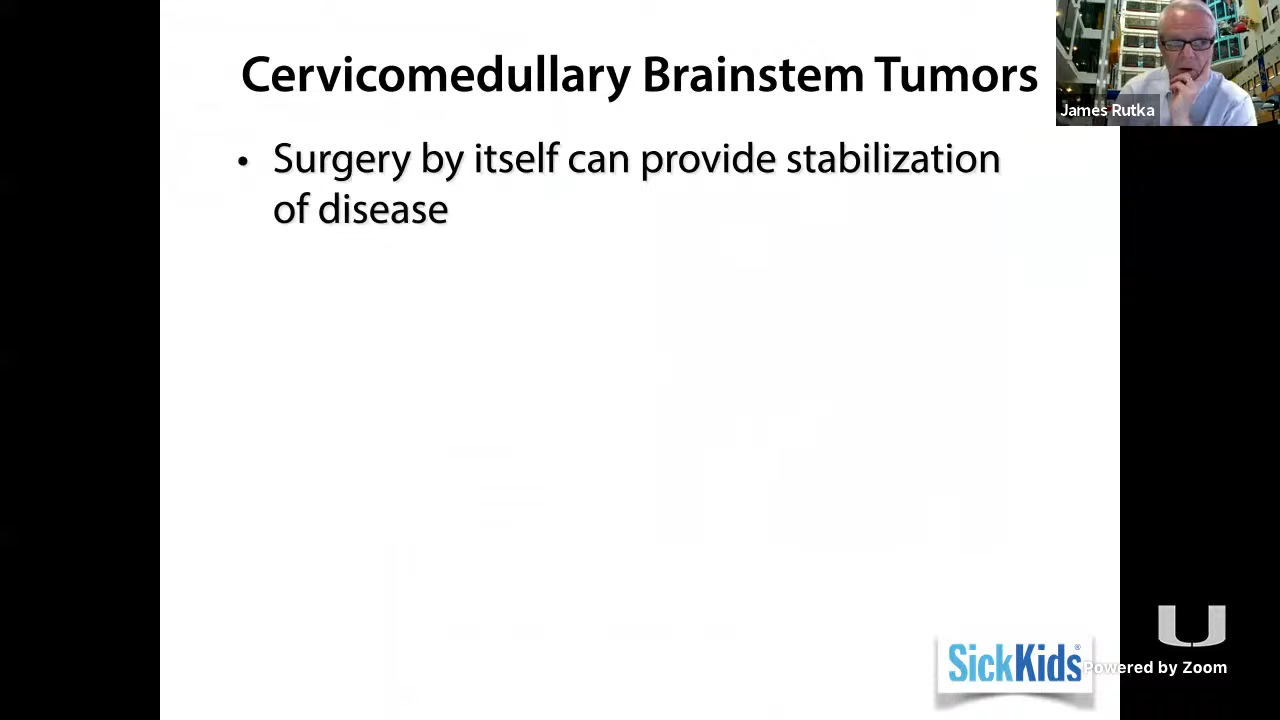 Cervicomedullary Brainstem Tumors
James Rutka
• Surgery by itself can provide stabilization
of disease
SickKids®
Powered by Zoom